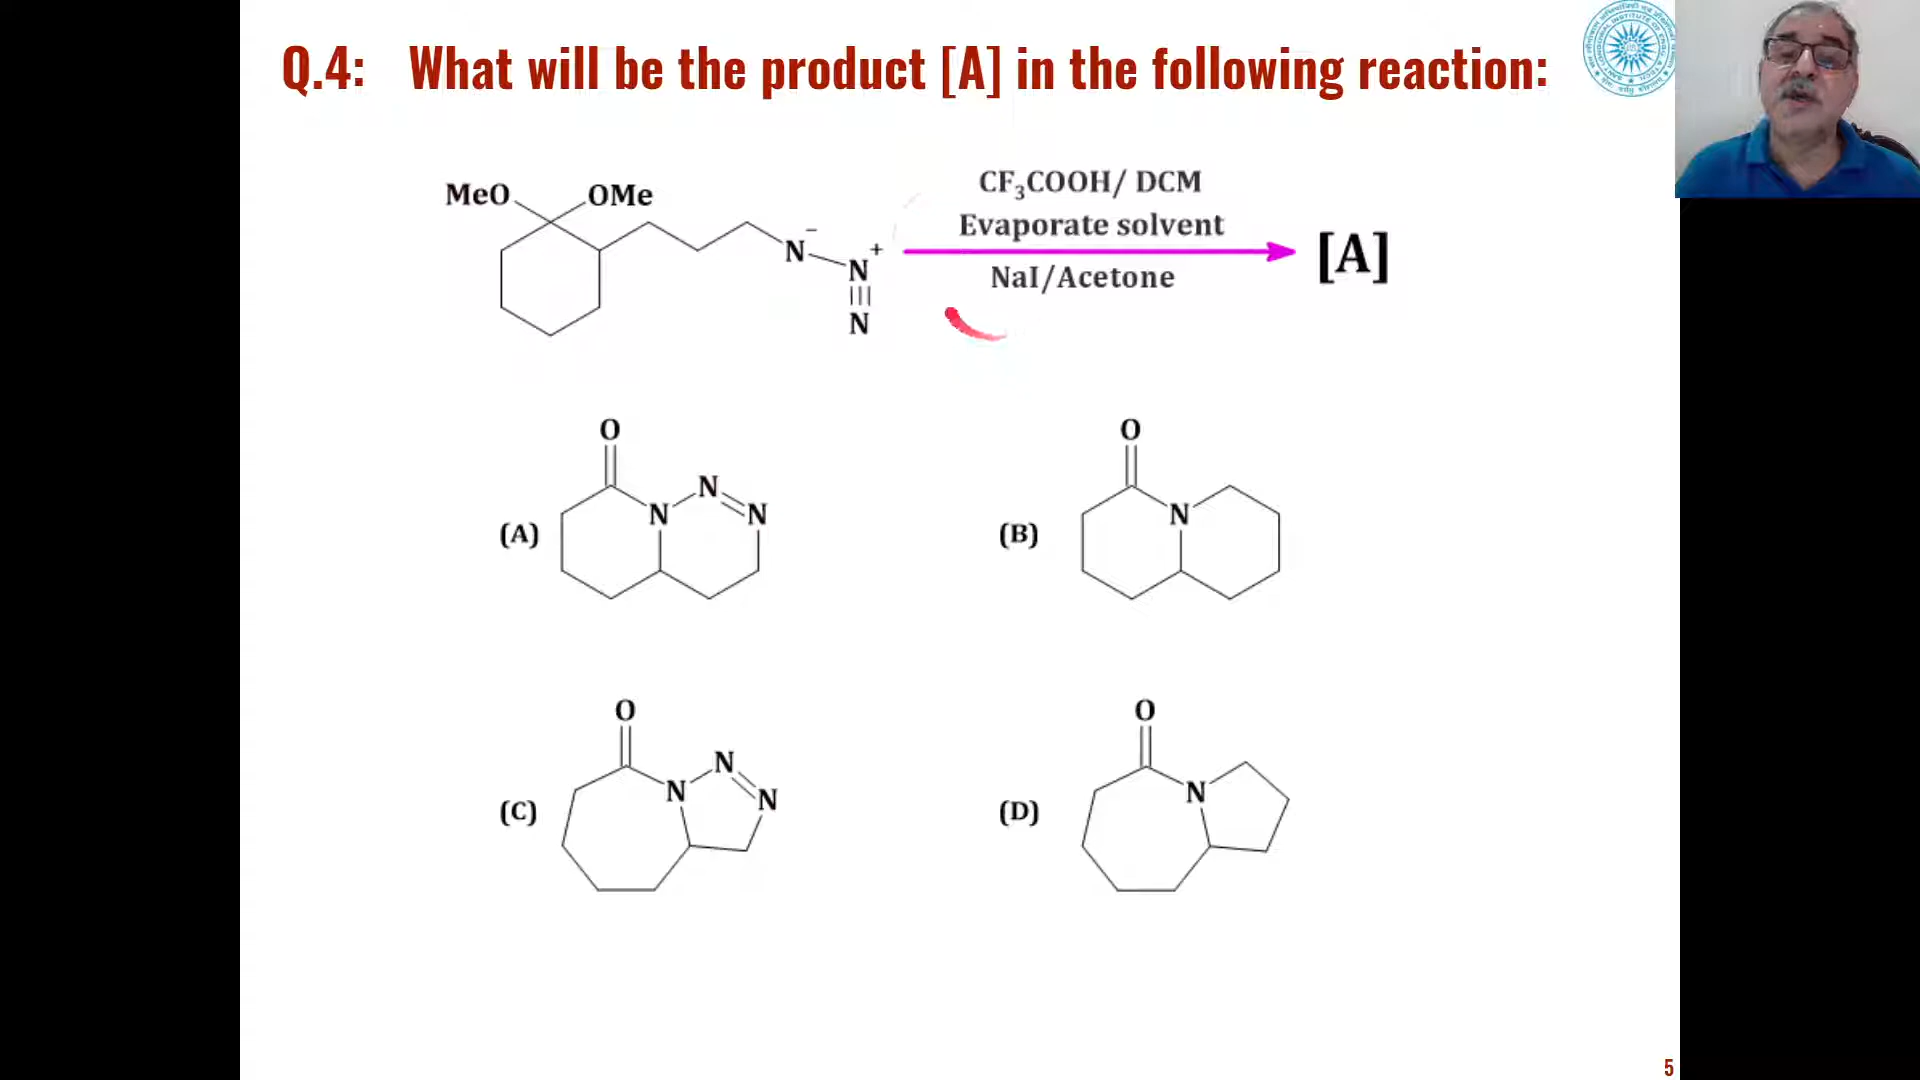 Q.4: What will be the product [A] in the following reaction:
MeO OMe
N⁻
N⁺
N
CF₃COOH/ DCM
Evaporate solvent
NaI/Acetone
[A]
(A)
O
N
N
N
(B)
O
N
(C)
O
N
N
N
(D)
O
N
5